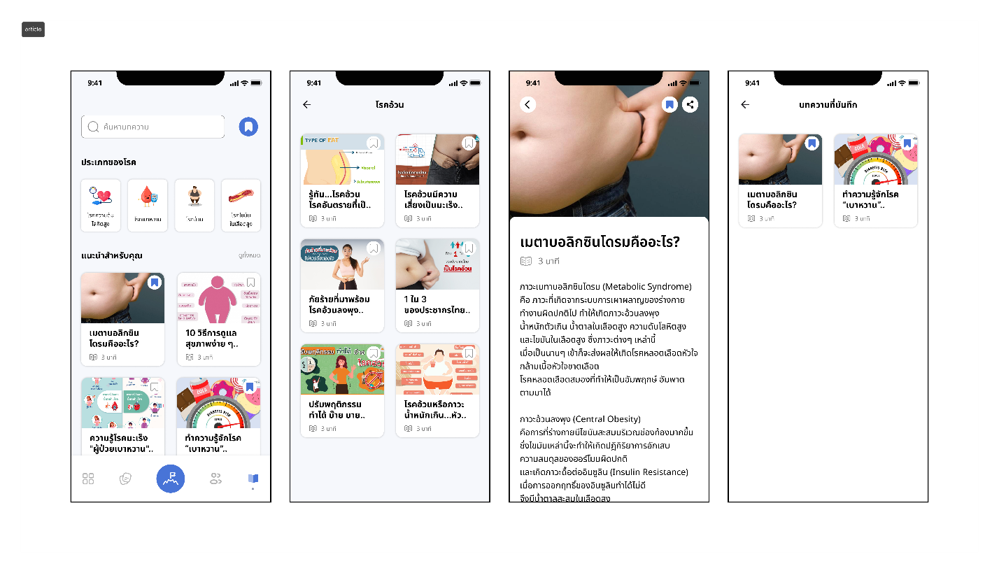 article
9:41
ค้นหาบทความ
ประเภทของโรค
โรคความดัน
โลหิตสูง
โรคเบาหวาน
โรคอ้วน
โรคไขมัน
ในเลือดสูง
แนะนำสำหรับคุณ
ดูทั้งหมด
เมตาบอลิกซิน
โดรมคืออะไร?
3 นาที
10 วิธีการดูแล
สุขภาพง่าย ๆ..
3 นาที
ความรู้โรคมะเร็ง
"ผู้ป่วยเบาหวาน"..
COLA
DIABETES RISK
LEVEL
ทำความรู้จักโรค
“เบาหวาน”..
9:41
โรคอ้วน
TYPE OF FAT
Visceral
Subcutaneous
รู้ทัน...โรคอ้วน
โรคอันตรายที่เป็..
3 นาที
โรคอ้วนมีความ
เสี่ยงเป็นมะเร็ง..
3 นาที
ภัยร้ายที่มาพร้อม
ไม่ควรนิ่งนอนใจ
ภัยร้ายที่มาพร้อม
โรคอ้วนลงพุง..
3 นาที
เป็นโรคอ้วน
1 ใน 3
ของประชากรไทย..
3 นาที
ปรับพฤติกรรม
ทำได้ บ๊าย บาย..
3 นาที
โรคอ้วนหรือภาวะ
น้ำหนักเกิน...หัว..
3 นาที
9:41
เมตาบอลิกซินโดรมคืออะไร?
3 นาที
ภาวะเมทาบอลิกซินโดรม (Metabolic Syndrome)
คือ ภาวะที่เกิดจากระบบการเผาผลาญของร่างกาย
ทำงานผิดปกติไป ทำให้เกิดภาวะอ้วนลงพุง
น้ำหนักตัวเกิน น้ำตาลในเลือดสูง ความดันโลหิตสูง
และไขมันในเลือดสูง ซึ่งภาวะต่างๆ เหล่านี้
เมื่อเป็นนานๆ เข้าก็จะส่งผลให้เกิดโรคหลอดเลือดหัวใจ
กล้ามเนื้อหัวใจขาดเลือด
โรคหลอดเลือดสมองที่ทำให้เป็นอัมพฤกษ์ อัมพาต
ตามมาได้
ภาวะอ้วนลงพุง (Central Obesity)
คือการที่ร่างกายมีไขมันสะสมบริเวณช่องท้องมากขึ้น
ซึ่งไขมันเหล่านี้จะทำให้เกิดปฏิกิริยาการอักเสบ
ความสมดุลของฮอร์โมนผิดปกติ
และเกิดภาวะดื้อต่ออินซูลิน (Insulin Resistance)
เมื่อการออกฤทธิ์ของอินซูลินทำได้ไม่ดี
จึงมีน้ำตาลสะสมในเลือดสูง
9:41
บทความที่บันทึก
เมตาบอลิกซิน
โดรมคืออะไร?
3 นาที
COLA
DIABETES RISK
LEVEL
ทำความรู้จักโรค
“เบาหวาน”..
3 นาที